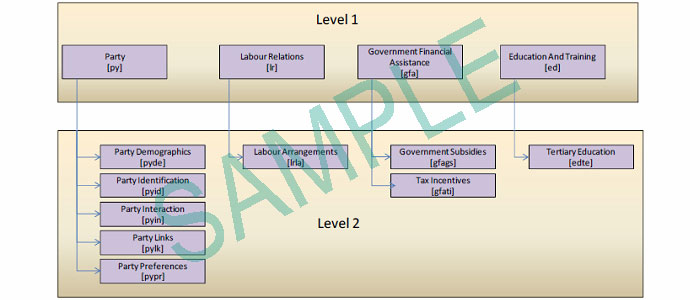 Level 1
Party
[py]
Labour Relations
[lr]
Government Financial
Assistance
[gfa]
Education And Training
[ed]
Party Demographics
[pyde]
Labour Arrangements
[lrla]
Government Subsidies
[gfags]
Tertiary Education
[edte]
Party Identification
[pyid]
Tax Incentives
[gfati]
Party Interaction
[pyin]
Party Links
[pylk]
Party Preferences
[pypr]
Level 2
SAMPLE